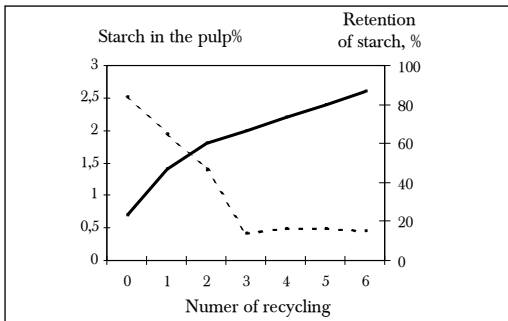 Starch in the pulp%
Retention
of starch, %
3
2,5
2
1,5
1
0,5
0
100
80
60
40
20
0
0 1 2 3 4 5 6
Numer of recycling